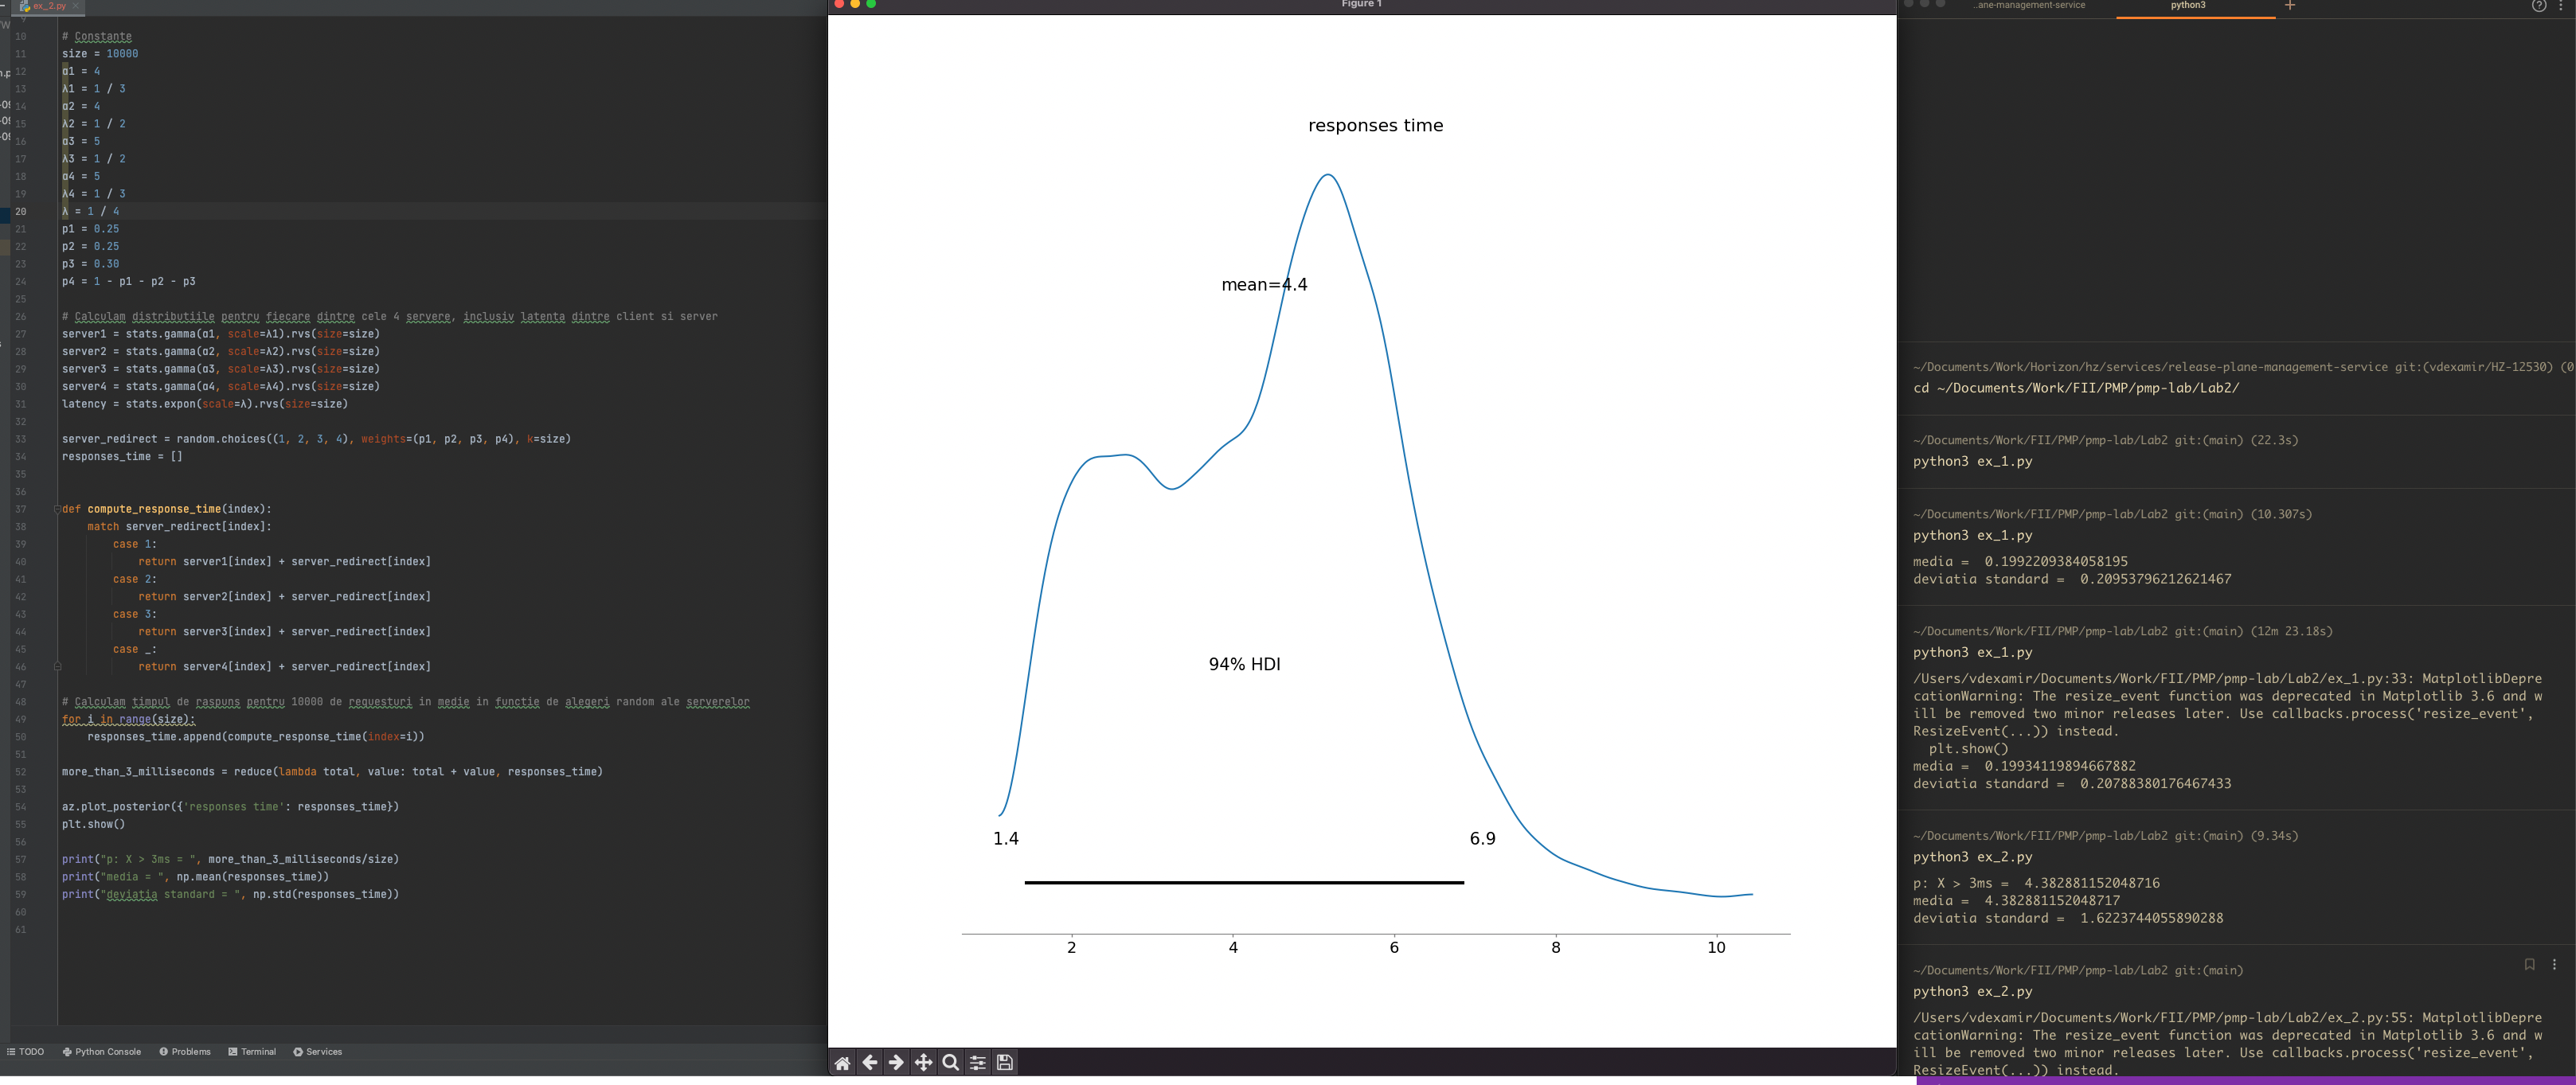 ex_2.py
9
10 # Constante
11 size = 10000
12 α1 = 4
13 λ1 = 1 / 3
14 α2 = 4
15 λ2 = 1 / 2
16 α3 = 5
17 λ3 = 1 / 2
18 α4 = 5
19 λ4 = 1 / 3
20 λ = 1 / 4
21 p1 = 0.25
22 p2 = 0.25
23 p3 = 0.30
24 p4 = 1 - p1 - p2 - p3
25
26 # Calculam distributiile pentru fiecare dintre cele 4 servere, inclusiv latenta dintre client si server
27 server1 = stats.gamma(α1, scale=λ1).rvs(size=size)
28 server2 = stats.gamma(α2, scale=λ2).rvs(size=size)
29 server3 = stats.gamma(α3, scale=λ3).rvs(size=size)
30 server4 = stats.gamma(α4, scale=λ4).rvs(size=size)
31 latency = stats.expon(scale=λ).rvs(size=size)
32
33 server_redirect = random.choices((1, 2, 3, 4), weights=(p1, p2, p3, p4), k=size)
34 responses_time = []
35
36
37 def compute_response_time(index):
38 match server_redirect[index]:
39 case 1:
40 return server1[index] + server_redirect[index]
41 case 2:
42 return server2[index] + server_redirect[index]
43 case 3:
44 return server3[index] + server_redirect[index]
45 case _:
46 return server4[index] + server_redirect[index]
47
48 # Calculam timpul de raspuns pentru 10000 de requesturi in medie in functie de alegeri random ale serverelor
49 for i in range(size):
50 responses_time.append(compute_response_time(index=i))
51
52 more_than_3_milliseconds = reduce(lambda total, value: total + value, responses_time)
53
54 az.plot_posterior({'responses time': responses_time})
55 plt.show()
56
57 print("p: X > 3ms = ", more_than_3_milliseconds/size)
58 print("media = ", np.mean(responses_time))
59 print("deviatia standard = ", np.std(responses_time))
60
61
TODO Python Console Problems Terminal Services
Figure 1
responses time
mean=4.4
94% HDI
1.4 6.9
2 4 6 8 10
..ane-management-service python3
~/Documents/Work/Horizon/hz/services/release-plane-management-service git:(vdexamir/HZ-12530) (0
cd ~/Documents/Work/FII/PMP/pmp-lab/Lab2/
~/Documents/Work/FII/PMP/pmp-lab/Lab2 git:(main) (22.3s)
python3 ex_1.py
~/Documents/Work/FII/PMP/pmp-lab/Lab2 git:(main) (10.307s)
python3 ex_1.py
media =  0.1992209384058195
deviatia standard =  0.20953796212621467
~/Documents/Work/FII/PMP/pmp-lab/Lab2 git:(main) (12m 23.18s)
python3 ex_1.py
/Users/vdexamir/Documents/Work/FII/PMP/pmp-lab/Lab2/ex_1.py:33: MatplotlibDepre
cationWarning: The resize_event function was deprecated in Matplotlib 3.6 and w
ill be removed two minor releases later. Use callbacks.process('resize_event',
ResizeEvent(...)) instead.
plt.show()
media =  0.19934119894667882
deviatia standard =  0.20788380176467433
~/Documents/Work/FII/PMP/pmp-lab/Lab2 git:(main) (9.34s)
python3 ex_2.py
p: X > 3ms =  4.382881152048716
media =  4.382881152048717
deviatia standard =  1.6223744055890288
~/Documents/Work/FII/PMP/pmp-lab/Lab2 git:(main)
python3 ex_2.py
/Users/vdexamir/Documents/Work/FII/PMP/pmp-lab/Lab2/ex_2.py:55: MatplotlibDepre
cationWarning: The resize_event function was deprecated in Matplotlib 3.6 and w
ill be removed two minor releases later. Use callbacks.process('resize_event',
ResizeEvent(...)) instead.